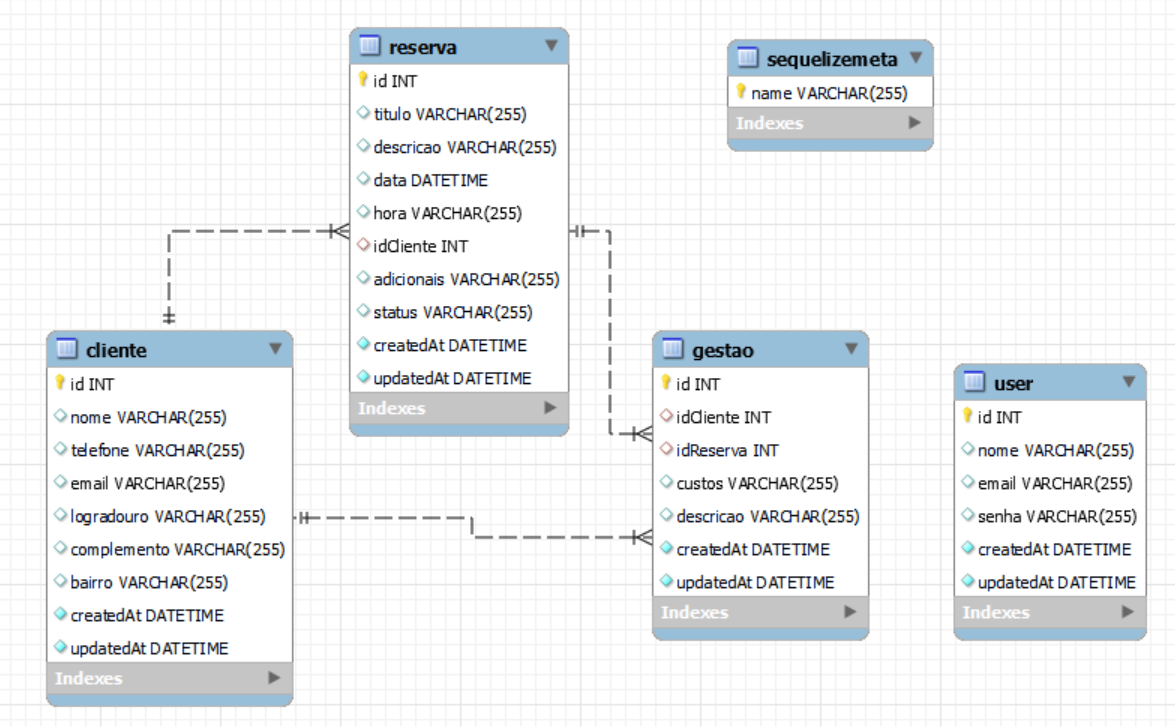 reserva
id INT
titulo VARCHAR(255)
descricao VARCHAR(255)
data DATETIME
hora VARCHAR(255)
idCliente INT
adicionais VARCHAR(255)
status VARCHAR(255)
createdAt DATETIME
updatedAt DATETIME
Indexes
sequelizemeta
name VARCHAR(255)
Indexes
cliente
id INT
nome VARCHAR(255)
telefone VARCHAR(255)
email VARCHAR(255)
logradouro VARCHAR(255)
complemento VARCHAR(255)
bairro VARCHAR(255)
createdAt DATETIME
updatedAt DATETIME
Indexes
gestao
id INT
idCliente INT
idReserva INT
custos VARCHAR(255)
descricao VARCHAR(255)
createdAt DATETIME
updatedAt DATETIME
Indexes
user
id INT
nome VARCHAR(255)
email VARCHAR(255)
senha VARCHAR(255)
createdAt DATETIME
updatedAt DATETIME
Indexes